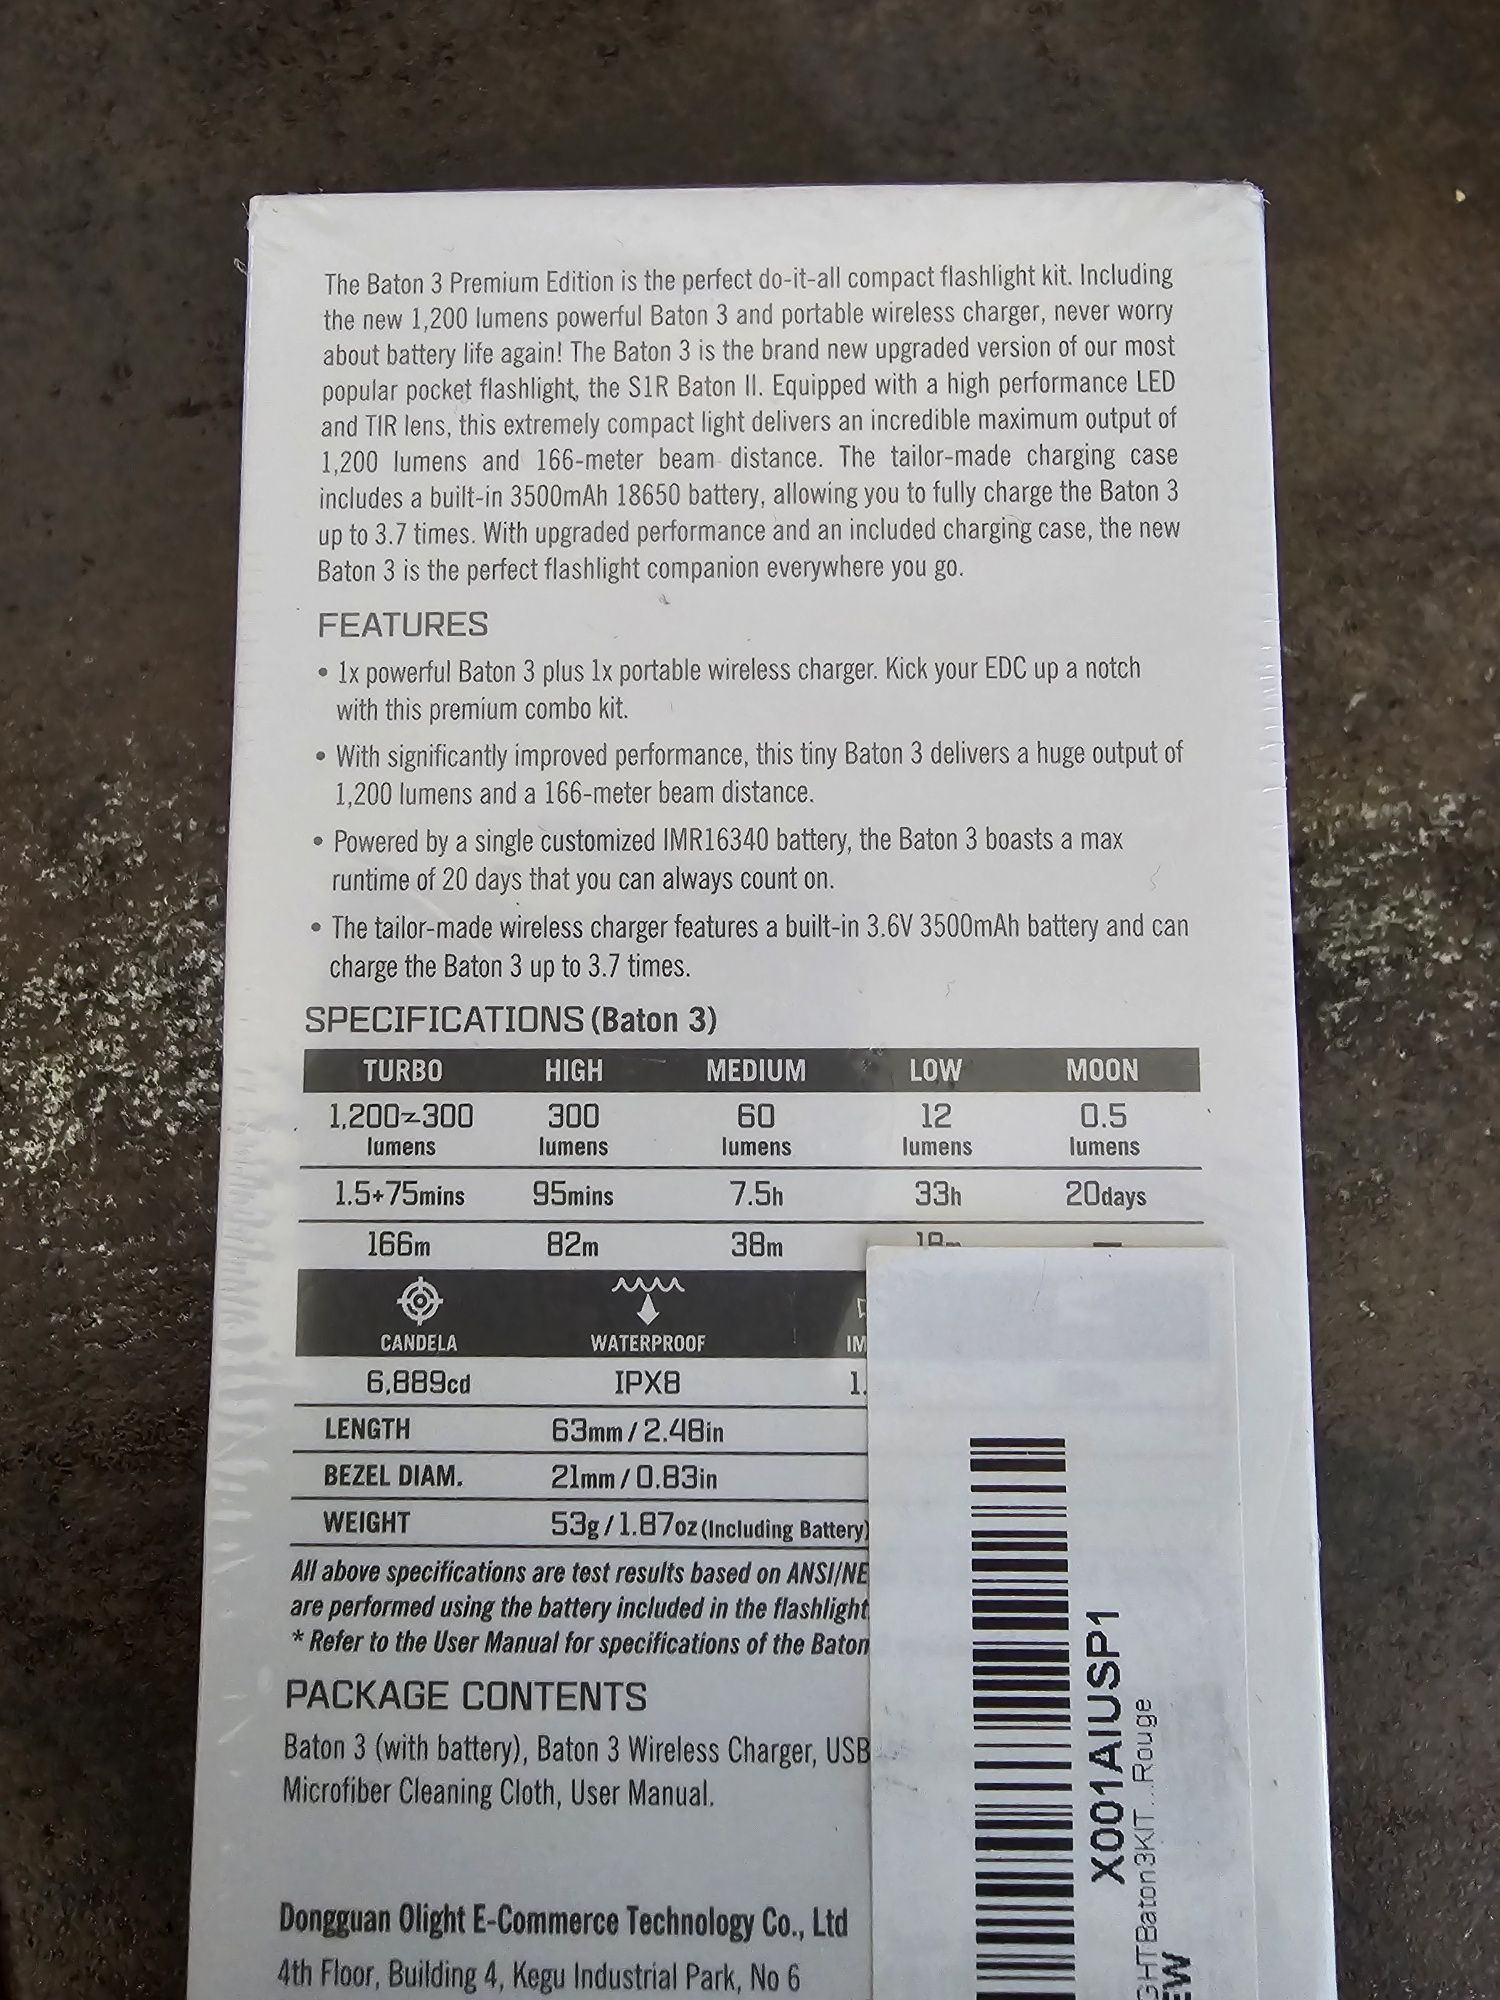 The Baton 3 Premium Edition is the perfect do-it-all compact flashlight kit. Including
the new 1,200 lumens powerful Baton 3 and portable wireless charger, never worry
about battery life again! The Baton 3 is the brand new upgraded version of our most
popular pocket flashlight, the S1R Baton II. Equipped with a high performance LED
and TIR lens, this extremely compact light delivers an incredible maximum output of
1,200 lumens and 166-meter beam distance. The tailor-made charging case
includes a built-in 3500mAh 18650 battery, allowing you to fully charge the Baton 3
up to 3.7 times. With upgraded performance and an included charging case, the new
Baton 3 is the perfect flashlight companion everywhere you go.
FEATURES
• 1x powerful Baton 3 plus 1x portable wireless charger. Kick your EDC up a notch
with this premium combo kit.
• With significantly improved performance, this tiny Baton 3 delivers a huge output of
1,200 lumens and a 166-meter beam distance.
• Powered by a single customized IMR16340 battery, the Baton 3 boasts a max
runtime of 20 days that you can always count on.
• The tailor-made wireless charger features a built-in 3.6V 3500mAh battery and can
charge the Baton 3 up to 3.7 times.
SPECIFICATIONS (Baton 3)
TURBO HIGH MEDIUM LOW MOON
1,200~300 300 60 12 0.5
lumens lumens lumens lumens lumens
1.5+75mins 95mins 7.5h 33h 20days
166m 82m 38m
CANDELA WATERPROOF IM
6,889cd IPX8 1.
LENGTH 63mm / 2.48in
BEZEL DIAM. 21mm / 0.83in
WEIGHT 53g / 1.87oz (Including Battery)
All above specifications are test results based on ANSI/NE
are performed using the battery included in the flashlight
* Refer to the User Manual for specifications of the Baton
PACKAGE CONTENTS
Baton 3 (with battery), Baton 3 Wireless Charger, USB
Microfiber Cleaning Cloth, User Manual.
Dongguan Olight E-Commerce Technology Co., Ltd
4th Floor, Building 4, Kegu Industrial Park, No 6
X001AIUSP1
GHTBaton3KIT...Rouge
EW